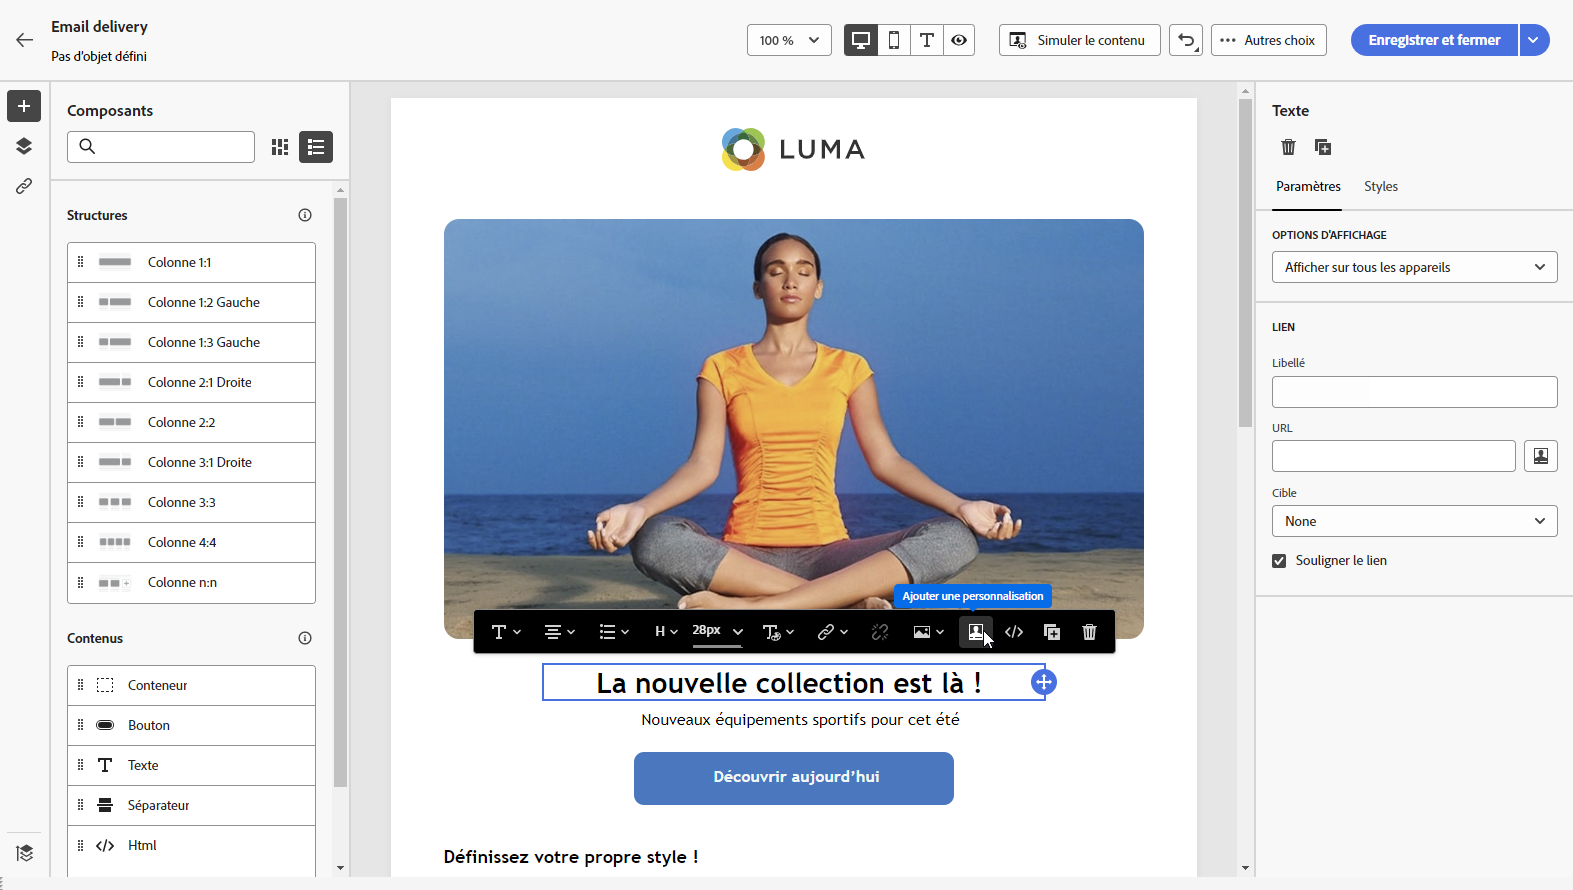 Email delivery
Pas d'objet défini
100 %
Simuler le contenu
Autres choix
Enregistrer et fermer
Composants
Structures
Colonne 1:1
Colonne 1:2 Gauche
Colonne 1:3 Gauche
Colonne 2:1 Droite
Colonne 2:2
Colonne 3:1 Droite
Colonne 3:3
Colonne 4:4
Colonne n:n
Contenus
Conteneur
Bouton
Texte
Séparateur
Html
LUMA
Ajouter une personnalisation
H
28px
La nouvelle collection est là !
Nouveaux équipements sportifs pour cet été
Découvrir aujourd'hui
Définissez votre propre style !
Texte
Paramètres
Styles
OPTIONS D'AFFICHAGE
Afficher sur tous les appareils
LIEN
Libellé
URL
Cible
None
Souligner le lien